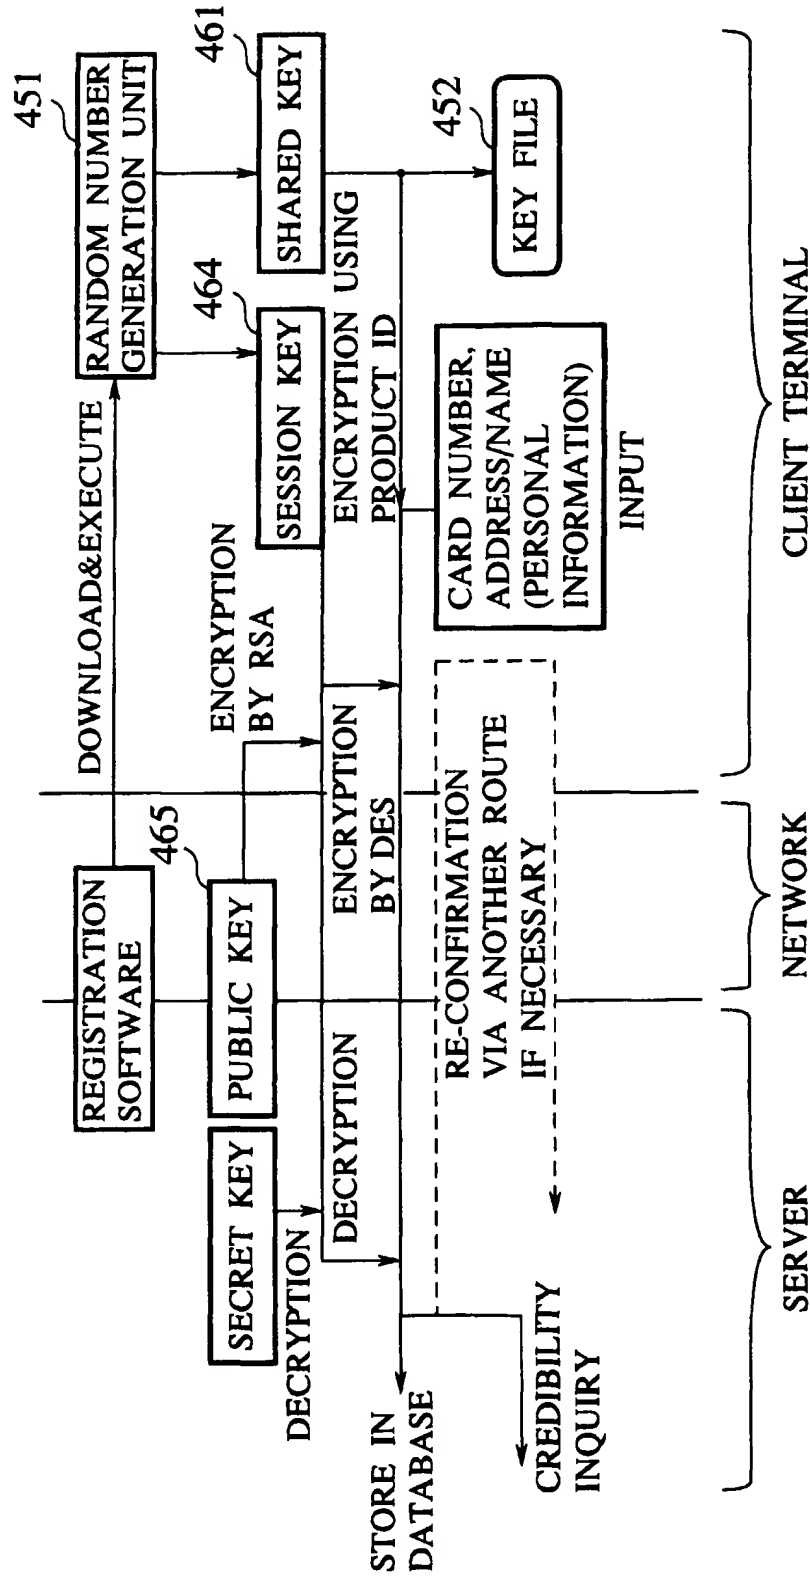 451
RANDOM NUMBER
GENERATION UNIT
DOWNLOAD&EXECUTE
REGISTRATION
SOFTWARE
461
SHARED KEY
464
SESSION KEY
ENCRYPTION
BY RSA
465
PUBLIC KEY
SECRET KEY
DECRYPTION
ENCRYPTION USING
PRODUCT ID
ENCRYPTION
BY DES
DECRYPTION
STORE IN
DATABASE
452
KEY FILE
CARD NUMBER,
ADDRESS/NAME
(PERSONAL
INFORMATION)
INPUT
RE-CONFIRMATION
VIA ANOTHER ROUTE
IF NECESSARY
CREDIBILITY
INQUIRY
SERVER
NETWORK
CLIENT TERMINAL